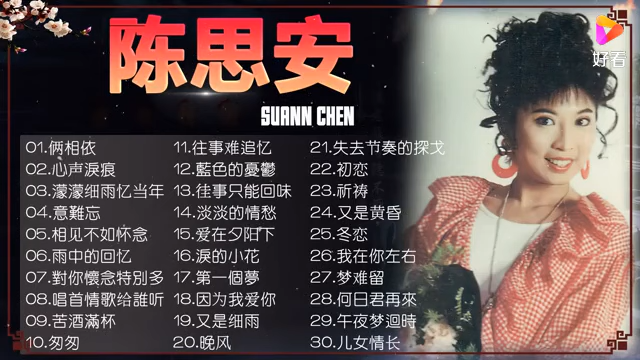 陈思安
SUANN CHEN
好看
01.俩相依
02.心声淚痕
03.濛濛细雨忆当年
04.意難忘
05.相见不如怀念
06.雨中的回忆
07.對你懷念特別多
08.唱首情歌给誰听
09.苦酒滿杯
10.匆匆
11.往事难追忆
12.藍色的憂鬱
13.往事只能回味
14.淡淡的情愁
15.爱在夕阳下
16.淚的小花
17.第一個夢
18.因为我爱你
19.又是细雨
20.晚风
21.失去节奏的探戈
22.初恋
23.祈祷
24.又是黄昏
25.冬恋
26.我在你左右
27.梦难留
28.何日君再來
29.午夜梦迴時
30.儿女情长